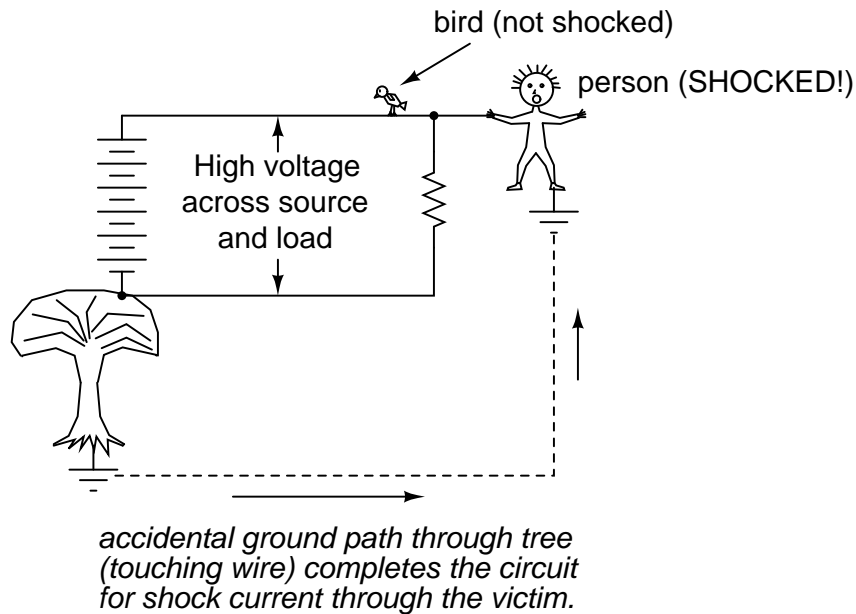 bird (not shocked)
person (SHOCKED!)
High voltage
across source
and load
accidental ground path through tree
(touching wire) completes the circuit
for shock current through the victim.